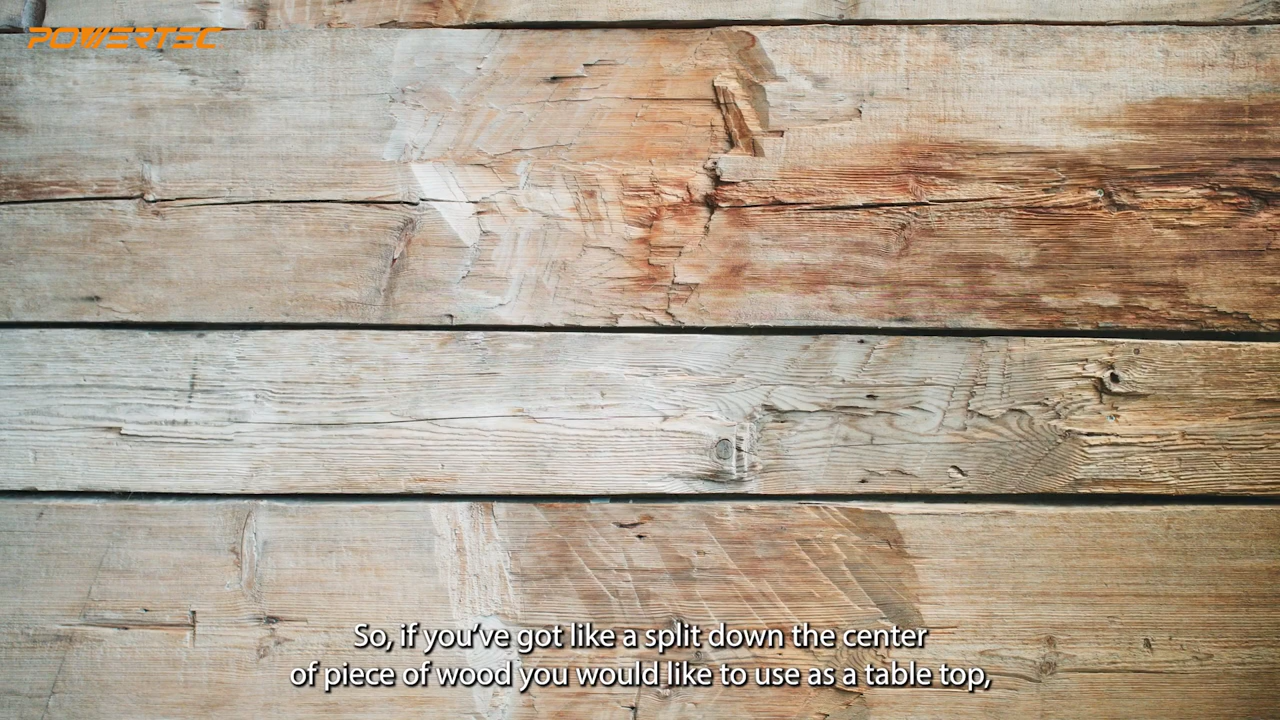 POWERTEC
So, if you've got like a split down the center
of piece of wood you would like to use as a table top,